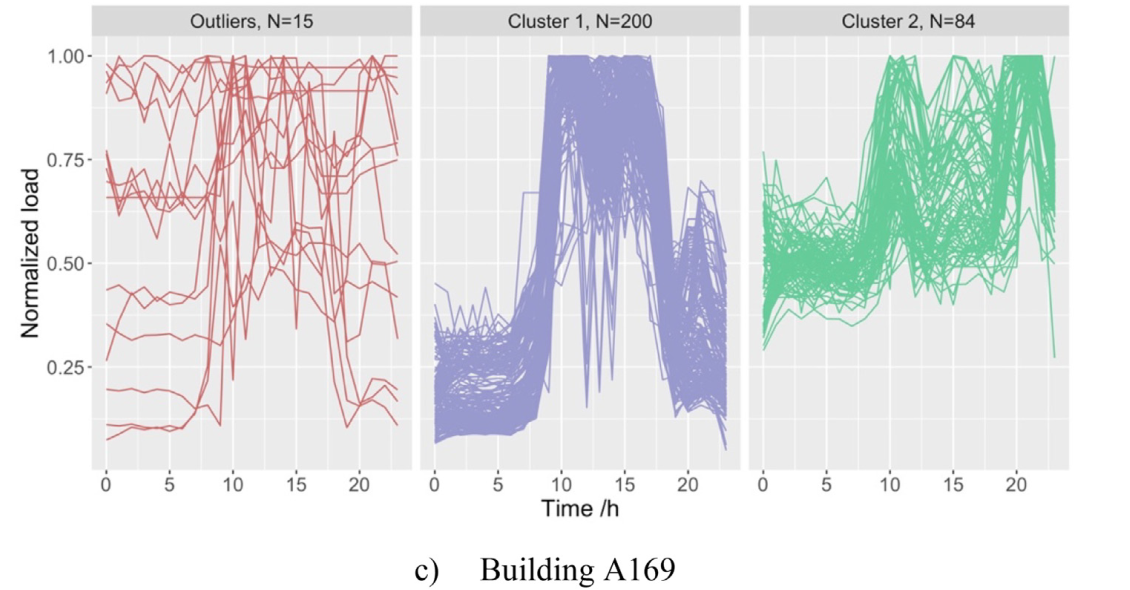 Outliers, N=15
Cluster 1, N=200
Cluster 2, N=84
Normalized load
1.00
0.75
0.50
0.25
0 5 10 15 20
0 5 10 15 20
0 5 10 15 20
Time /h
c) Building A169